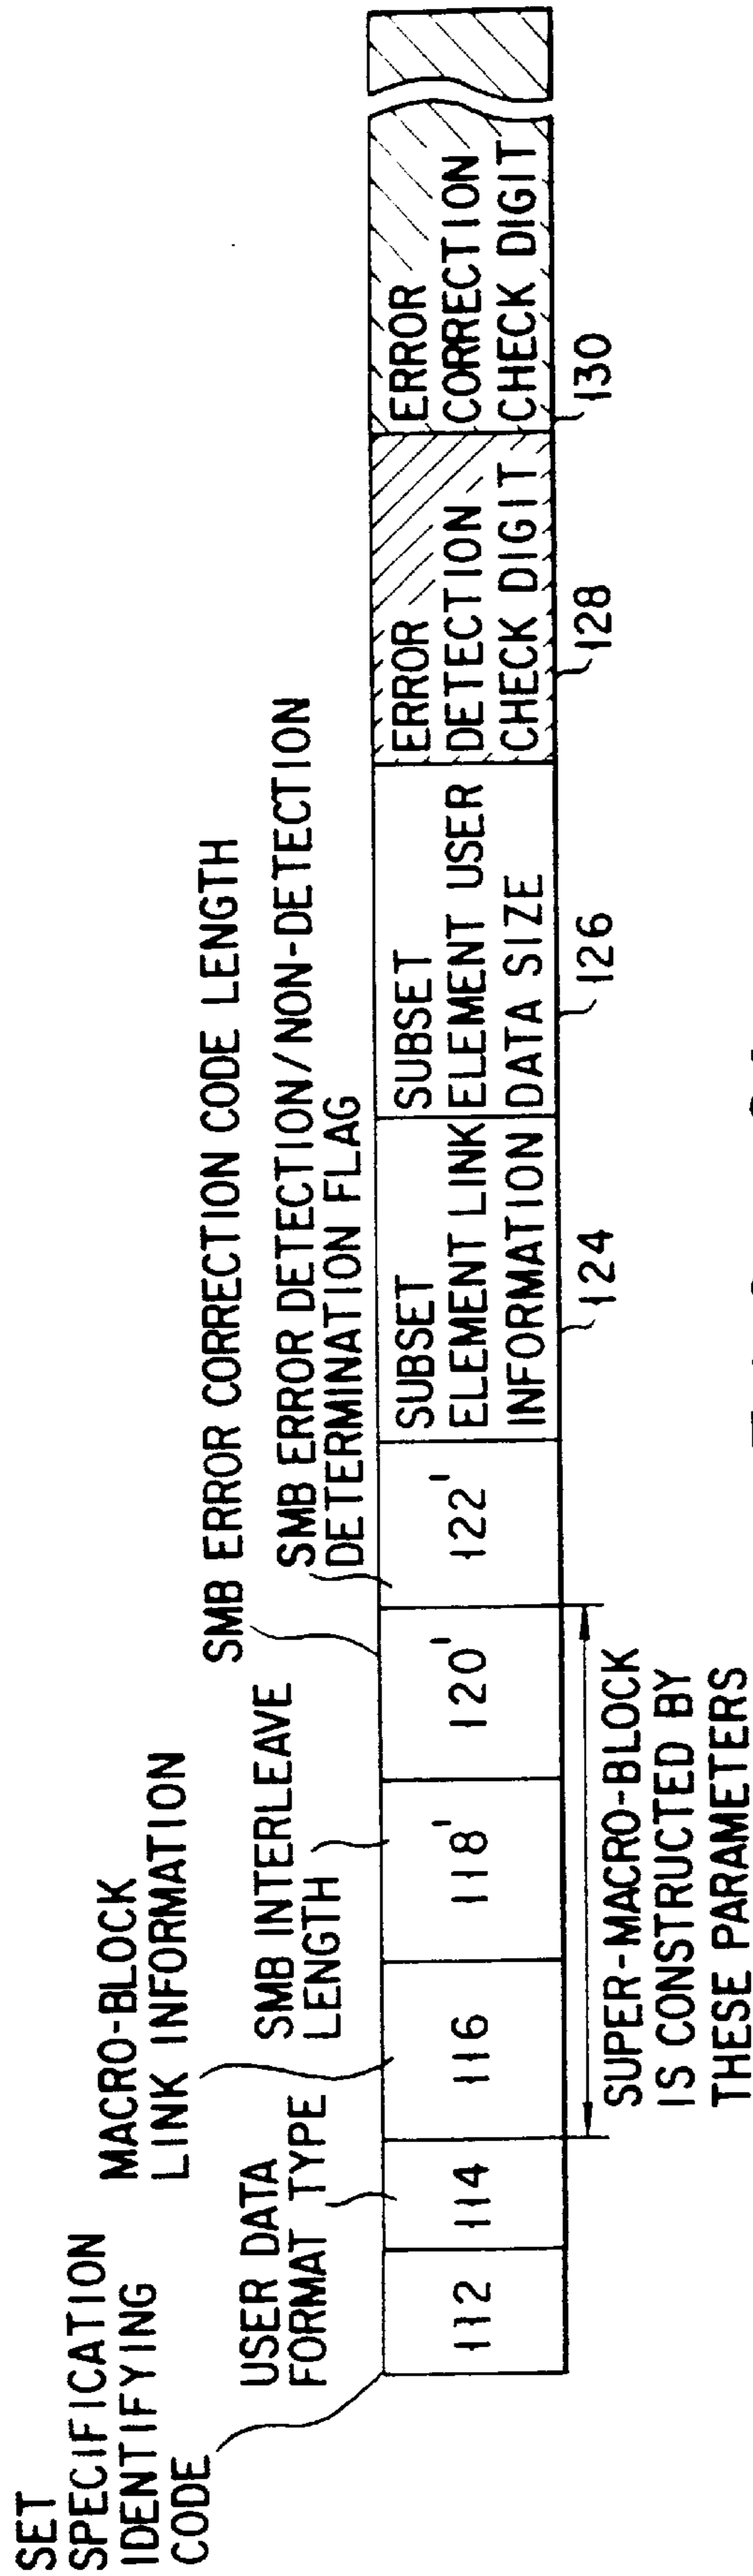 SET
SPECIFICATION
IDENTIFYING
CODE
USER DATA
FORMAT TYPE
MACRO-BLOCK
LINK INFORMATION
SMB INTERLEAVE
LENGTH
SMB ERROR CORRECTION CODE LENGTH
SMB ERROR DETECTION/NON-DETECTION
DETERMINATION FLAG
112
114
116
118'
120'
122'
SUBSET
ELEMENT LINK
INFORMATION
124
SUBSET
ELEMENT USER
DATA SIZE
126
ERROR
DETECTION
CHECK DIGIT
128
ERROR
CORRECTION
CHECK DIGIT
130
SUPER-MACRO-BLOCK
IS CONSTRUCTED BY
THESE PARAMETERS